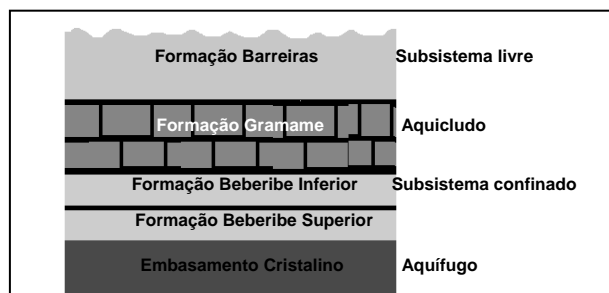 Formação Barreiras Subsistema livre
Formação Gramame Aquicludo
Formação Beberibe Inferior Subsistema confinado
Formação Beberibe Superior
Embasamento Cristalino Aquífugo